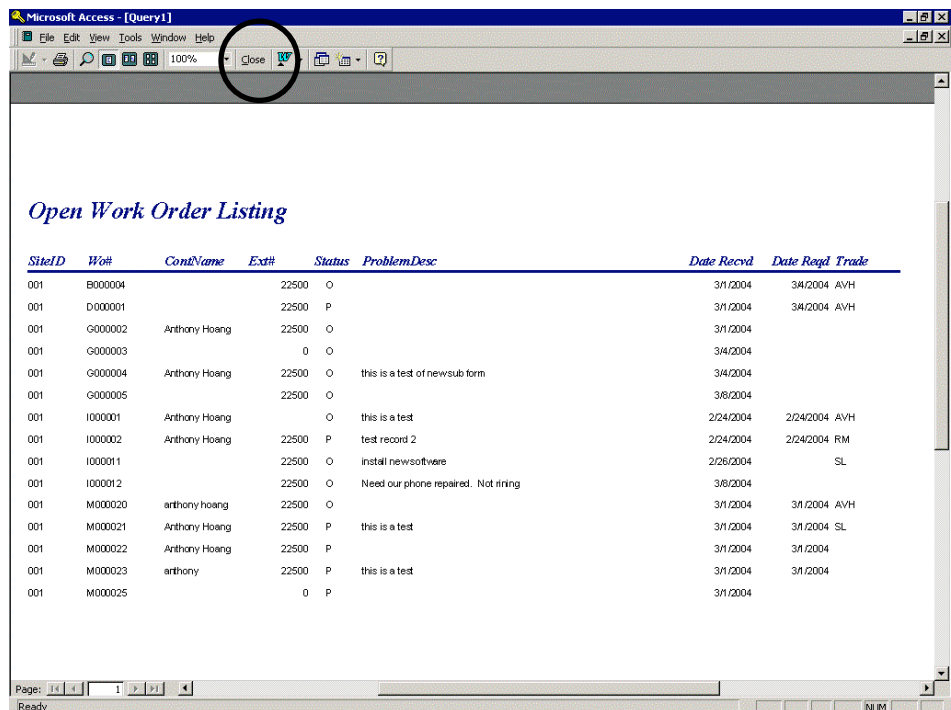 Microsoft Access - [Query1]
File Edit View Tools Window Help
100% Close
Open Work Order Listing
SiteID Wo# ContName Ext# Status ProblemDesc Date Recvd Date Reqd Trade
001 B000004 22500 O 3/1/2004 3/4/2004 AVH
001 D000001 22500 P 3/1/2004 3/4/2004 AVH
001 G000002 Anthony Hoang 22500 O 3/1/2004
001 G000003 0 O 3/4/2004
001 G000004 Anthony Hoang 22500 O this is a test of new sub form 3/4/2004
001 G000005 22500 O 3/8/2004
001 I000001 Anthony Hoang O this is a test 2/24/2004 2/24/2004 AVH
001 I000002 Anthony Hoang 22500 P test record 2 2/24/2004 2/24/2004 RM
001 I000011 22500 O install new software 2/26/2004 SL
001 I000012 22500 O Need our phone repaired. Not rining 3/8/2004
001 M000020 anthony hoang 22500 O 3/1/2004 3/1/2004 AVH
001 M000021 Anthony Hoang 22500 P this is a test 3/1/2004 3/1/2004 SL
001 M000022 Anthony Hoang 22500 P 3/1/2004 3/1/2004
001 M000023 anthony 22500 P this is a test 3/1/2004 3/1/2004
001 M000025 0 P 3/1/2004
Page: 1
Ready NUM